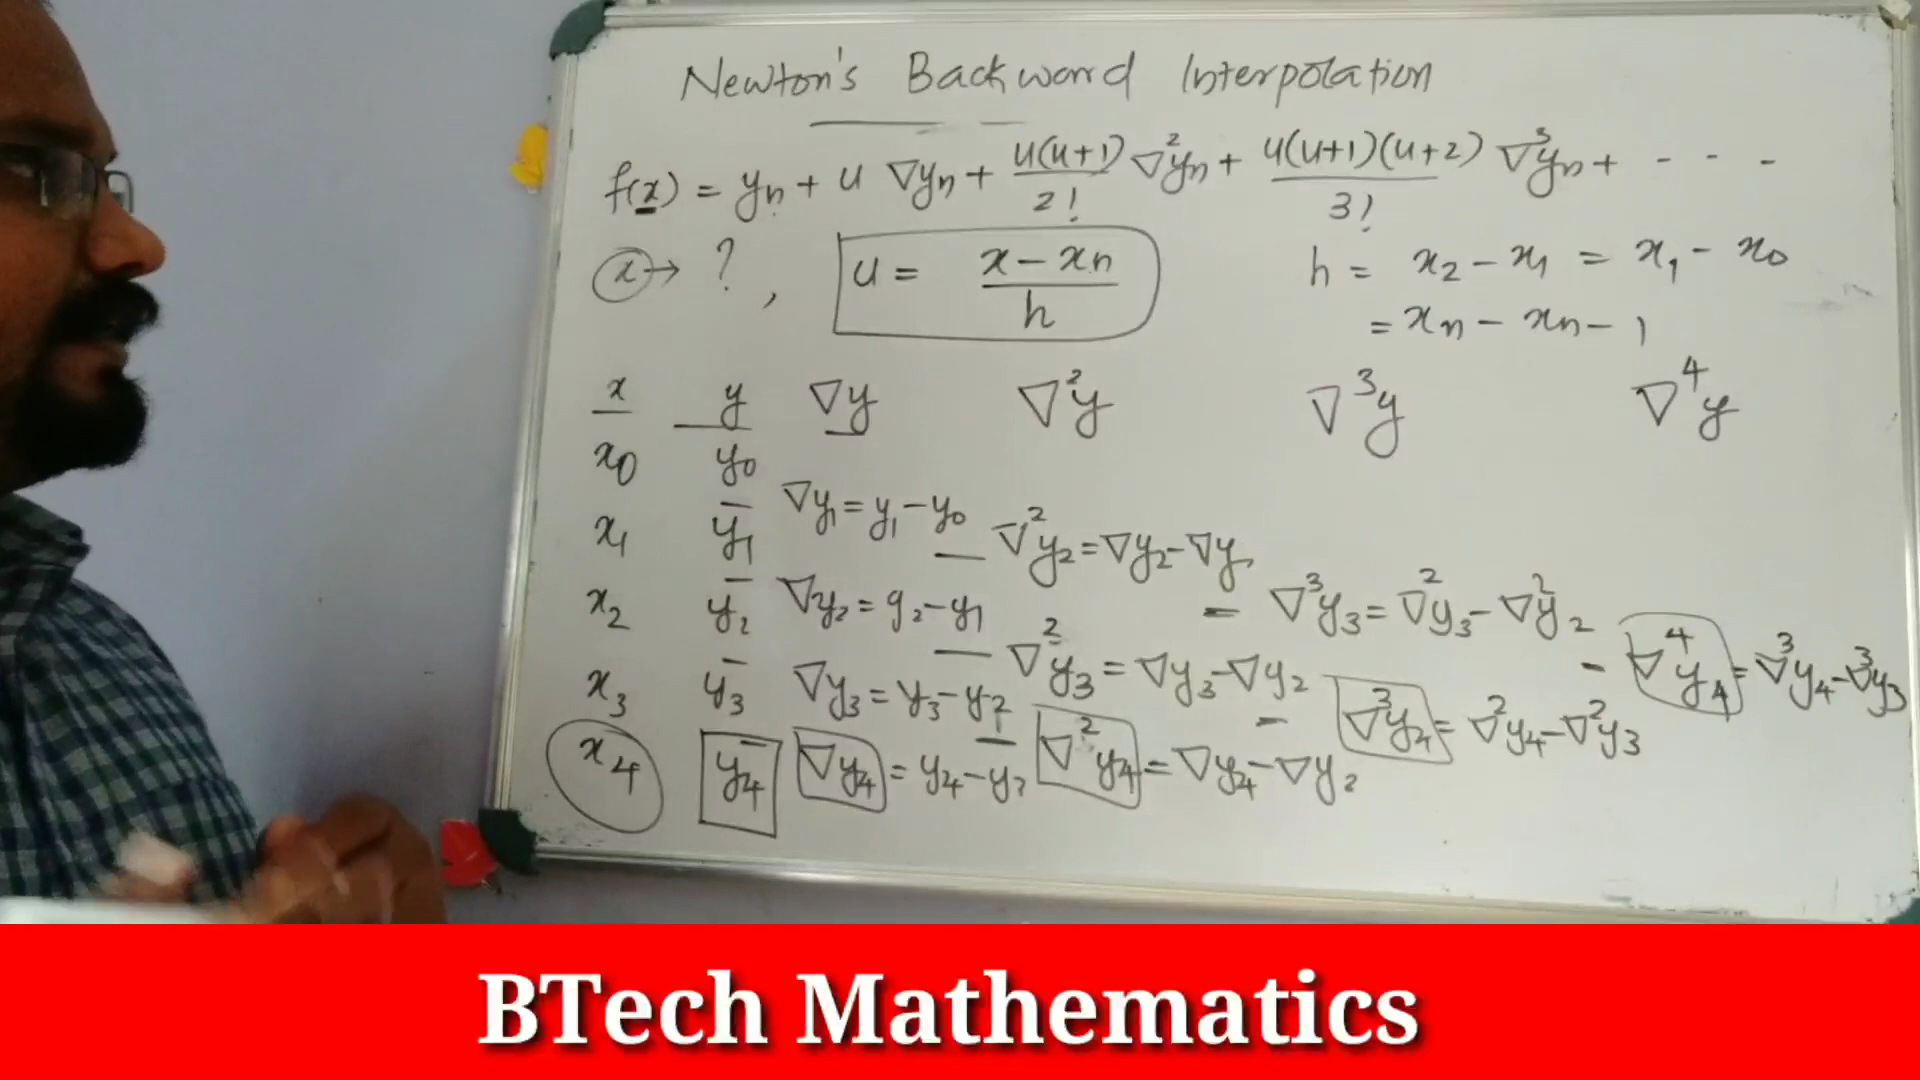 Newton's Backward Interpolation
f(x) = yn + u ∇yn + u(u+1)/2! ∇²yn + u(u+1)(u+2)/3! ∇³yn + - - -
x → ? , u = (x - xn)/h h = x2 - x1 = x1 - x0
= xn - xn-1
x y ∇y ∇²y ∇³y ∇⁴y
x0 y0
∇y1 = y1 - y0
x1 y1 ∇²y2 = ∇y2 - ∇y1
x2 y2 ∇y2 = y2 - y1 ∇³y3 = ∇²y3 - ∇²y2
∇²y3 = ∇y3 - ∇y2 ∇⁴y4 = ∇³y4 - ∇³y3
x3 y3 ∇y3 = y3 - y2 ∇³y4 = ∇²y4 - ∇²y3
x4 y4 ∇y4 = y4 - y3 ∇²y4 = ∇y4 - ∇y3
BTech Mathematics